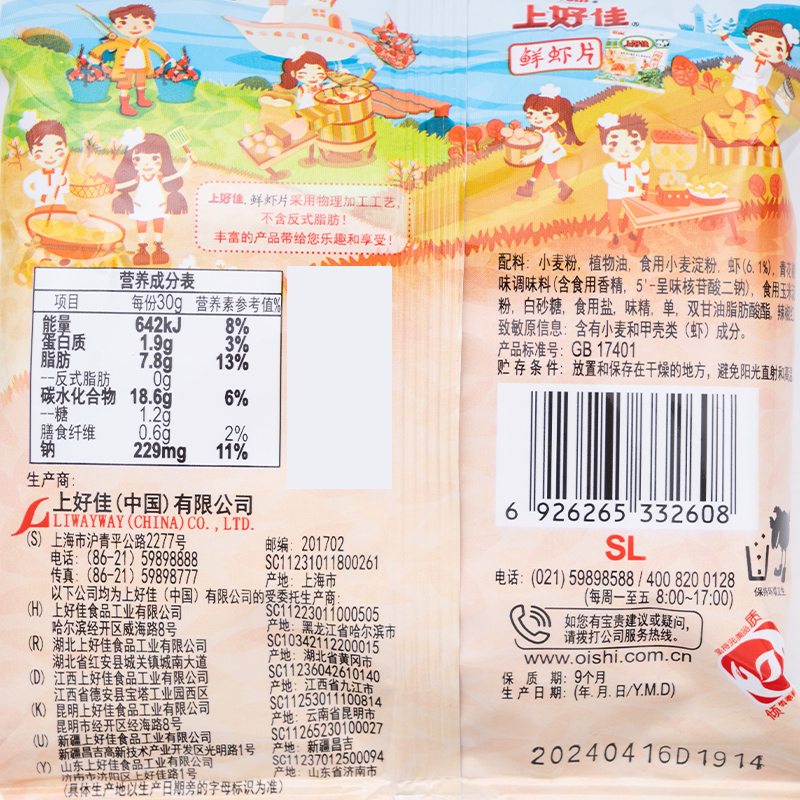 上好佳
鲜虾片
上好佳
上好佳.鲜虾片采用物理加工工艺,
不含反式脂肪!
丰富的产品带给您乐趣和享受!
营养成分表
项目 每份30g 营养素参考值%
能量 642kJ 8%
蛋白质 1.9g 3%
脂肪 7.8g 13%
--反式脂肪 0g
碳水化合物 18.6g 6%
--糖 1.2g
膳食纤维 0.6g 2%
钠 229mg 11%
生产商:
上好佳(中国)有限公司
LIWAYWAY(CHINA)CO.,LTD.
(S) 上海市沪青平公路2277号 邮编: 201702
电话: (86-21) 59898888 SC11231011800261
传真: (86-21) 59898777 产地: 上海市
以下公司均为上好佳(中国)有限公司的受委托生产商:
(H) 上好佳食品工业有限公司 SC11223011000505
哈尔滨经开区威海路8号 产地: 黑龙江省哈尔滨市
(R) 湖北上好佳食品工业有限公司 SC10342112200015
湖北省红安县城关镇城南大道 产地: 湖北省黄冈市
(D) 江西上好佳食品工业有限公司 SC11236042610140
江西省德安县宝塔工业园西区 产地: 江西省九江市
(K) 昆明上好佳食品工业有限公司 SC11253011100814
昆明市经开区经海路8号 产地: 云南省昆明市
(U) 新疆上好佳食品工业有限公司 SC11265230100027
新疆昌吉高新技术产业开发区光明路1号 产地: 新疆昌吉
(Y) 山东上好佳食品工业有限公司 SC11237012500094
济南市济阳区上好佳路1号 产地: 山东省济南市
(具体生产地以生产日期旁的字母标识为准)
配料: 小麦粉, 植物油, 食用小麦淀粉, 虾(6.1%), 青
味调味料(含食用香精, 5'-呈味核苷酸二钠), 食用玉
粉, 白砂糖, 食用盐, 味精, 单, 双甘油脂肪酸酯, 辣
致敏原信息: 含有小麦和甲壳类(虾)成分。
产品标准号: GB 17401
贮存条件: 放置和保存在干燥的地方, 避免阳光直射和
6 926265 332608
SL
电话: (021) 59898588 / 400 820 0128
(每周一至五 8:00~17:00)
如您有宝贵建议或疑问,
请拨打公司服务热线。
www.oishi.com.cn
保 质 期: 9个月
生产日期: (年.月.日/Y.M.D)
20240416D1914